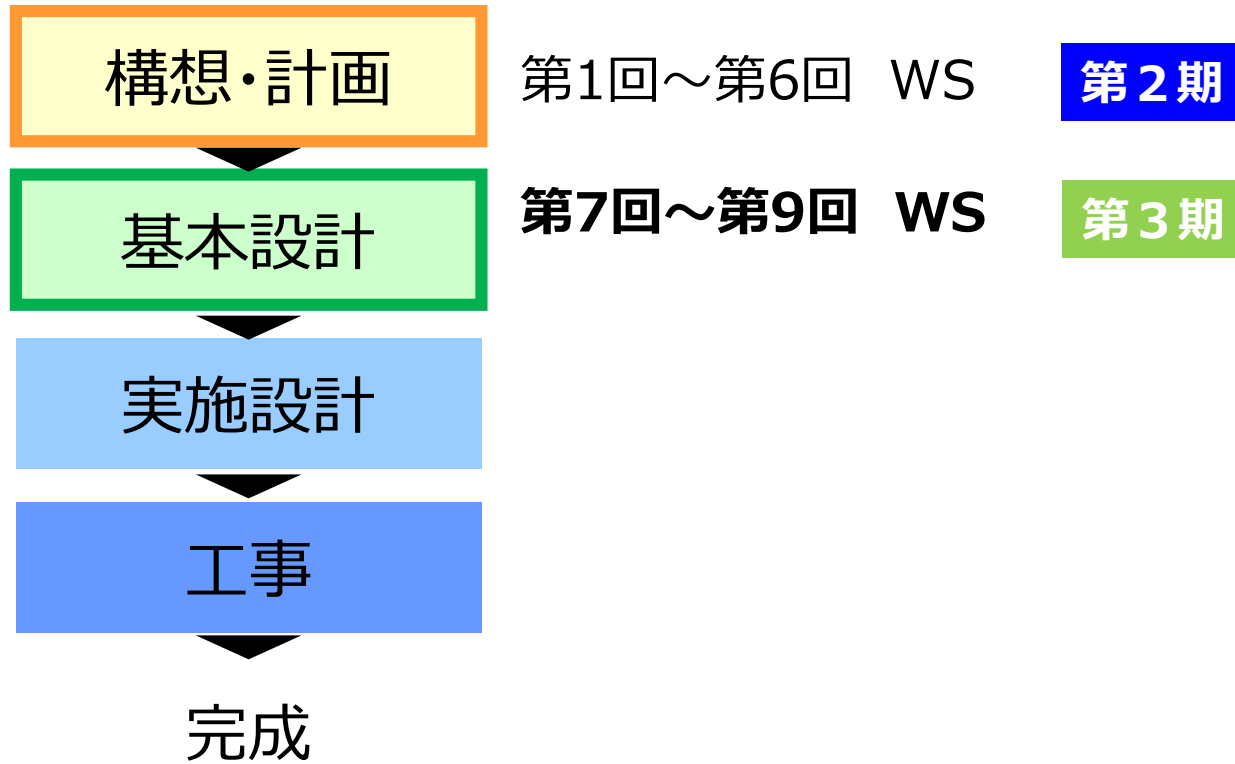 構想・計画 第1回～第6回 WS 第２期
基本設計 第7回～第9回 WS 第３期
実施設計
工事
完成